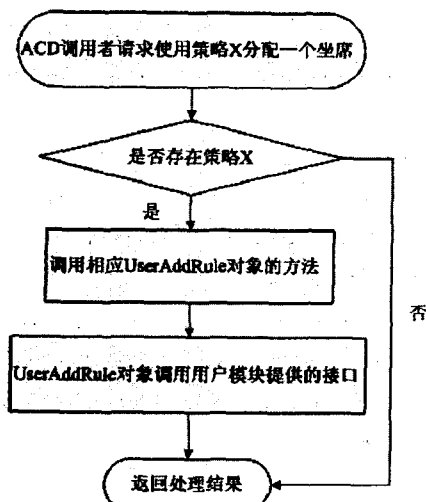 ACD调用者请求使用策略X分配一个坐席
是否存在策略X
是
调用相应UserAddRule对象的方法
否
UserAddRule对象调用用户模块提供的接口
返回处理结果